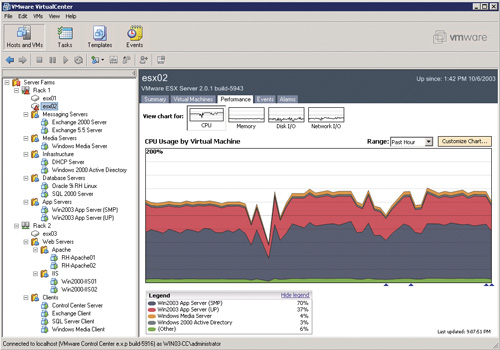 VMware VirtualCenter
File Edit View Help
Hosts and VMs Tasks Templates Events
vmware
Server Farms
Rack 1
esx01
esx02
Messaging Servers
Exchange 2000 Server
Exchange 5.5 Server
Media Servers
Windows Media Server
Infrastructure
DHCP Server
Windows 2000 Active Directory
Database Servers
Oracle 9i RH Linux
SQL 2000 Server
App Servers
Win2003 App Server (SMP)
Win2003 App Server (UP)
Rack 2
esx03
Web Servers
Apache
RH-Apache01
RH-Apache02
IIS
Win2000-IIS01
Win2000-IIS02
Clients
Control Center Server
Exchange Client
SQL Server Client
Windows Media Client
esx02
Up since: 1:42 PM 10/6/2003
VMware ESX Server 2.0.1 build-5943
Summary Virtual Machines Performance Events Alarms
View chart for:
CPU Memory Disk I/O Network I/O
CPU Usage by Virtual Machine
Range: Past Hour Customize Chart...
200%
Legend Hide legend
Win2003 App Server (SMP) 70%
Win2003 App Server (UP) 37%
Windows Media Server 4%
Windows 2000 Active Directory 3%
(Other) 6%
Last updated: 9:07:51 PM
Connected to localhost (VMware Control Center e.x.p build-5916) as WIN03-CC\administrator